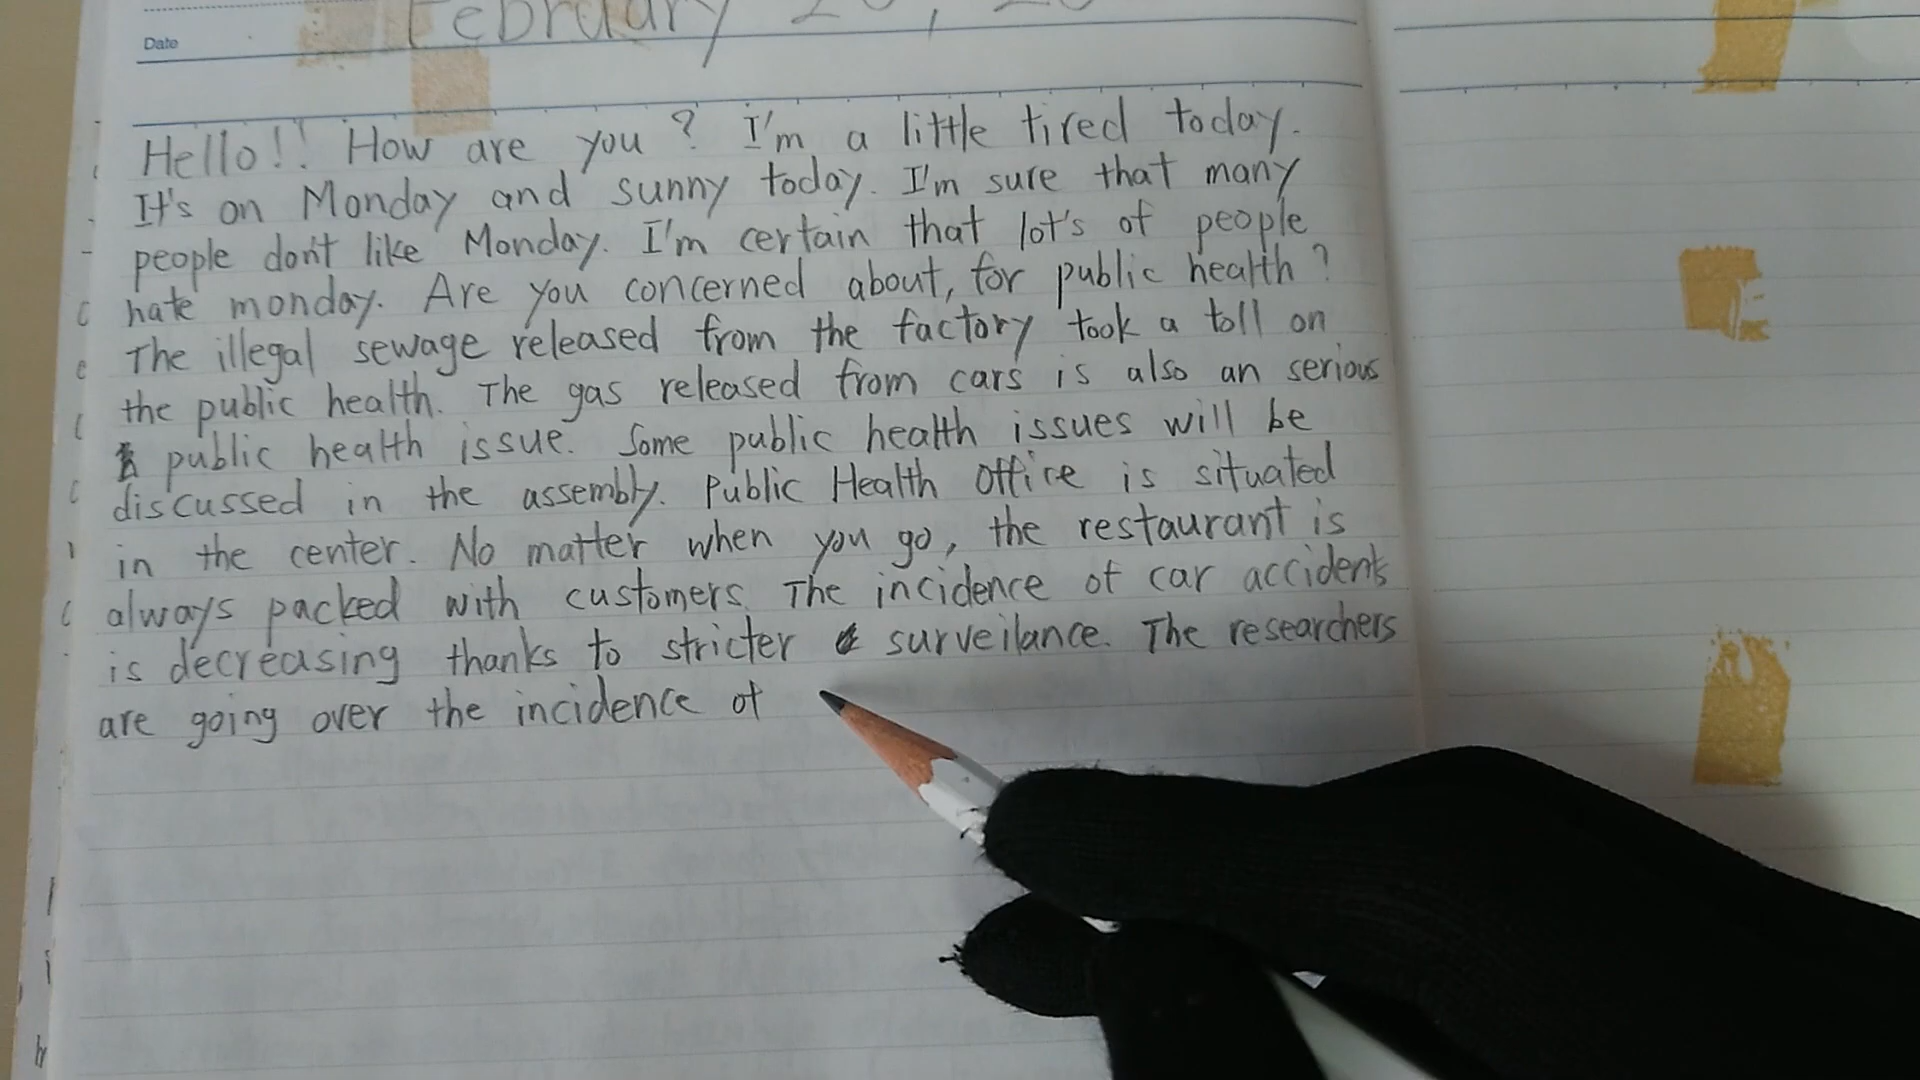 Date
February
Hello!! How are you? I'm a little tired today.
It's on Monday and sunny today. I'm sure that many
people don't like Monday. I'm certain that lot's of people
hate monday. Are you concerned about, for public health?
The illegal sewage released from the factory took a toll on
the public health. The gas released from cars is also an serious
public health issue. Some public health issues will be
discussed in the assembly. Public Health Office is situated
in the center. No matter when you go, the restaurant is
always packed with customers. The incidence of car accidents
is decreasing thanks to stricter surveilance. The researchers
are going over the incidence of